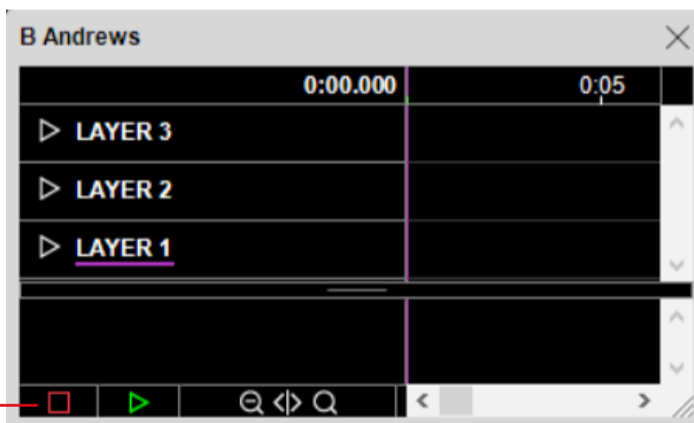 B Andrews
0:00.000 0:05
LAYER 3
LAYER 2
LAYER 1